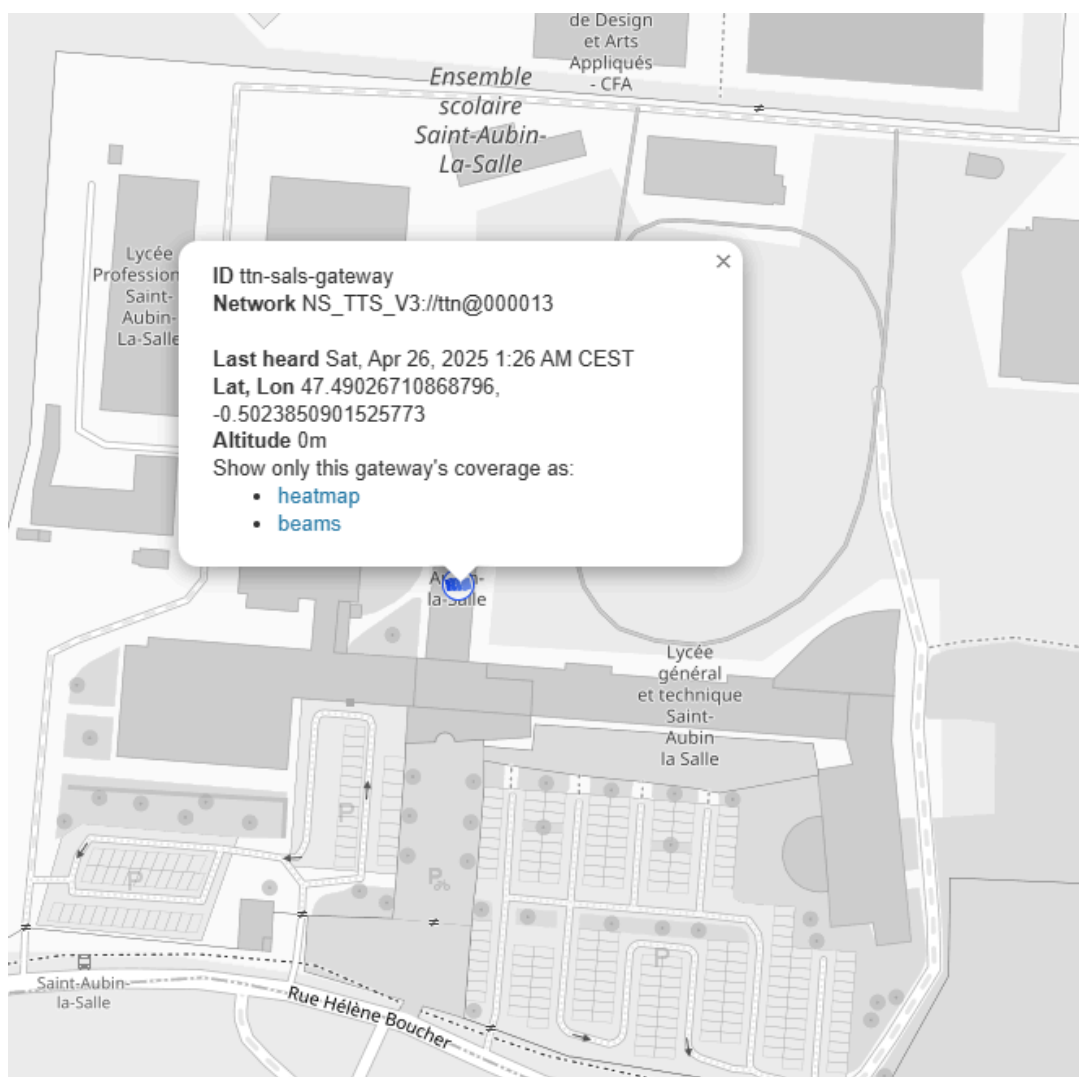 de Design
et Arts
Appliqués
- CFA
Ensemble
scolaire
Saint-Aubin-
La-Salle
Lycée
Saint-
Aubin-
La-Salle
×
ID ttn-sals-gateway
Network NS_TTS_V3://ttn@000013
Last heard Sat, Apr 26, 2025 1:26 AM CEST
Lat, Lon 47.49026710868796,
-0.5023850901525773
Altitude 0m
Show only this gateway's coverage as:
• heatmap
• beams
la-Salle
Lycée
général
et technique
Saint-
Aubin
la Salle
P
P
P
P
Saint-Aubin-
la-Salle
Rue Hélène Boucher